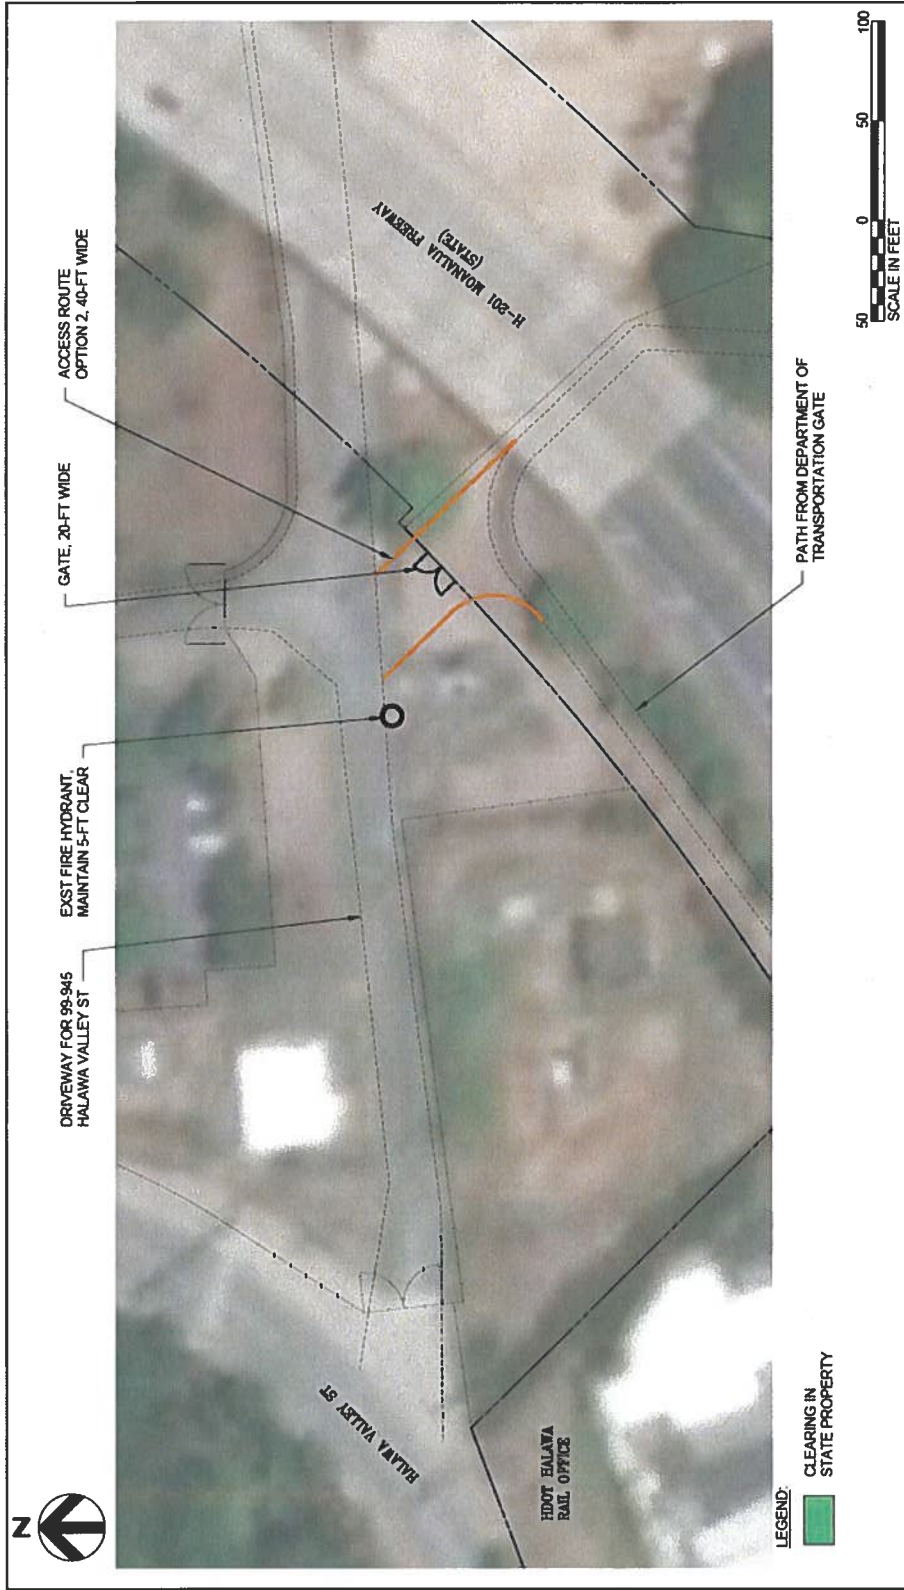 N
DRIVEWAY FOR 99-945
HALAWA VALLEY ST
EXST FIRE HYDRANT,
MAINTAIN 5-FT CLEAR
GATE, 20-FT WIDE
ACCESS ROUTE
OPTION 2, 40-FT WIDE
HALAWA VALLEY ST
H-201 MOANALUA FREEWAY
(STATE)
HDOT HALAWA
RAIL OFFICE
PATH FROM DEPARTMENT OF
TRANSPORTATION GATE
LEGEND:
CLEARING IN
STATE PROPERTY
50 0 50 100
SCALE IN FEET